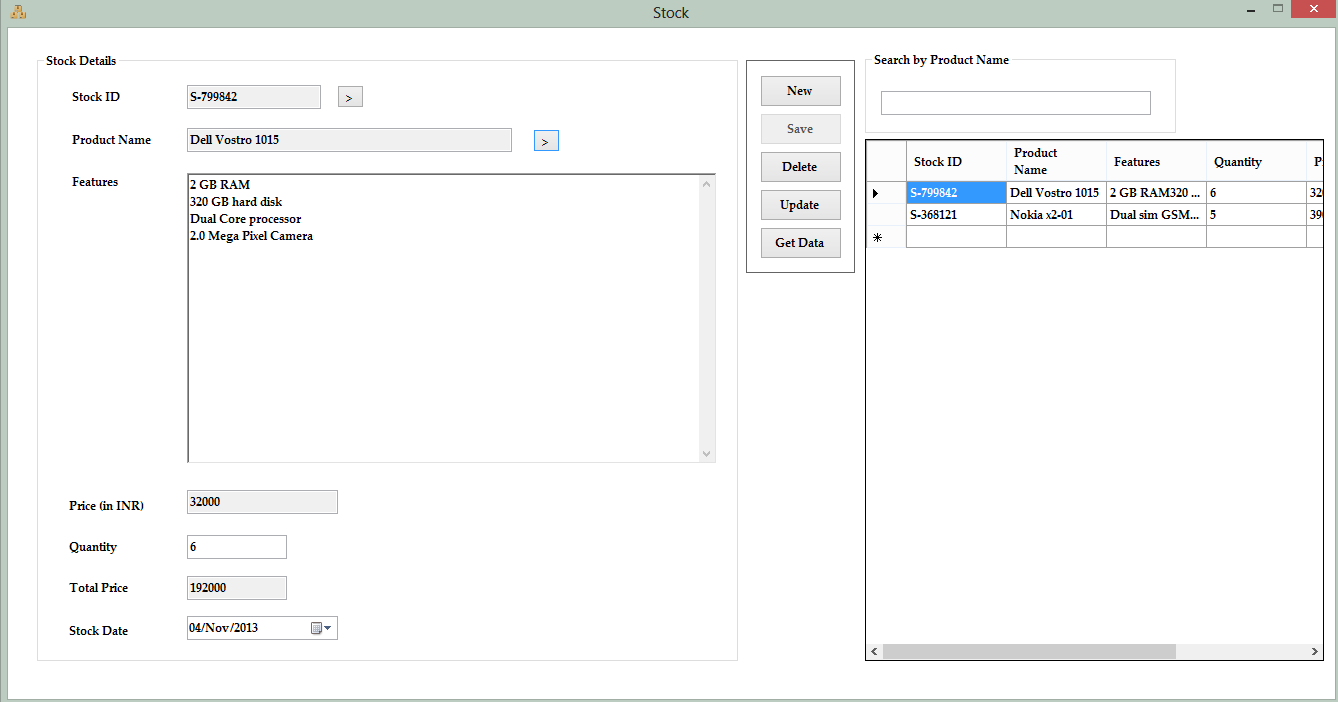 Stock
Stock Details
Stock ID
S-799842
>
Product Name
Dell Vostro 1015
>
Features
2 GB RAM
320 GB hard disk
Dual Core processor
2.0 Mega Pixel Camera
Price (in INR)
32000
Quantity
6
Total Price
192000
Stock Date
04/Nov/2013
New
Save
Delete
Update
Get Data
Search by Product Name
Stock ID Product Name Features Quantity
S-799842 Dell Vostro 1015 2 GB RAM320 ... 6
S-368121 Nokia x2-01 Dual sim GSM... 5